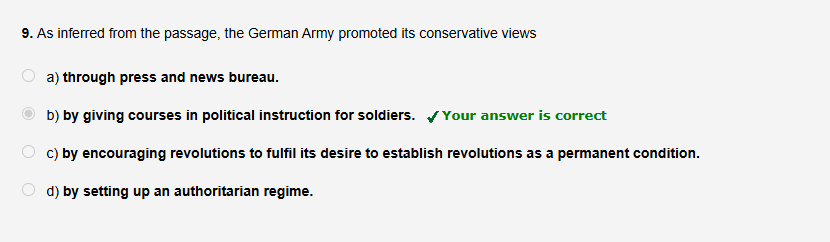 9. As inferred from the passage, the German Army promoted its conservative views
a) through press and news bureau.
b) by giving courses in political instruction for soldiers. ✓Your answer is correct
c) by encouraging revolutions to fulfil its desire to establish revolutions as a permanent condition.
d) by setting up an authoritarian regime.